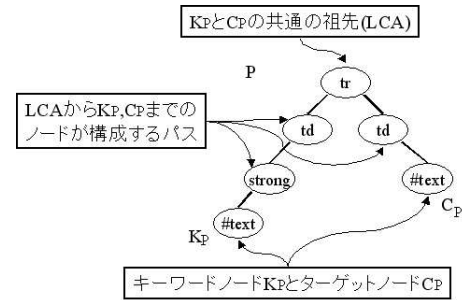 KPとCPの共通の祖先(LCA)
P
tr
LCAからKP,CPまでの
ノードが構成するパス
td
td
strong
#text
#text
CP
KP
キーワードノードKPとターゲットノードCP